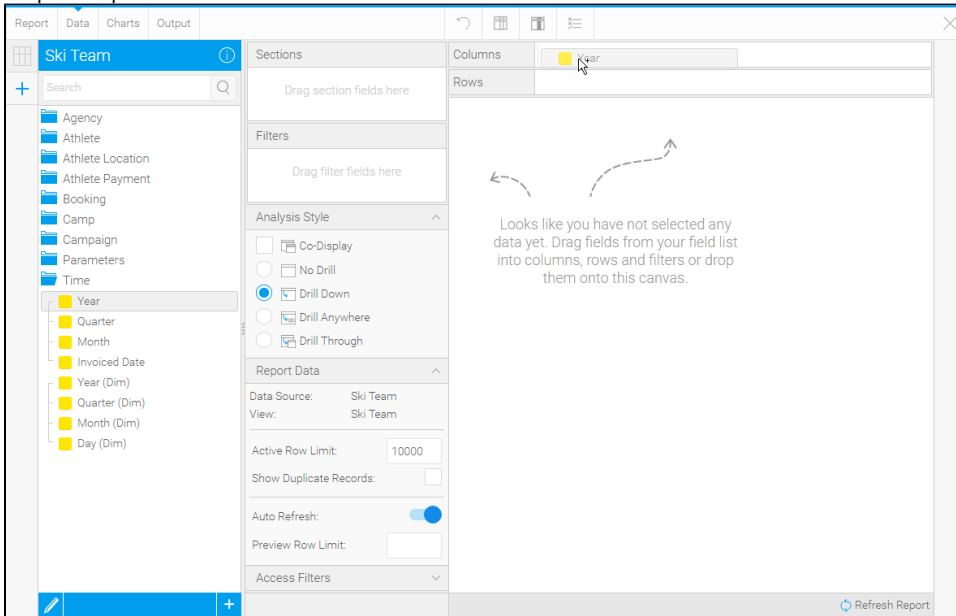 Report Data Charts Output
Ski Team
Search
Agency
Athlete
Athlete Location
Athlete Payment
Booking
Camp
Campaign
Parameters
Time
Year
Quarter
Month
Invoiced Date
Year (Dim)
Quarter (Dim)
Month (Dim)
Day (Dim)
Sections
Drag section fields here
Filters
Drag filter fields here
Analysis Style
Co-Display
No Drill
Drill Down
Drill Anywhere
Drill Through
Report Data
Data Source: Ski Team
View: Ski Team
Active Row Limit: 10000
Show Duplicate Records:
Auto Refresh:
Preview Row Limit:
Access Filters
Columns Year
Rows
Looks like you have not selected any
data yet. Drag fields from your field list
into columns, rows and filters or drop
them onto this canvas.
Refresh Report